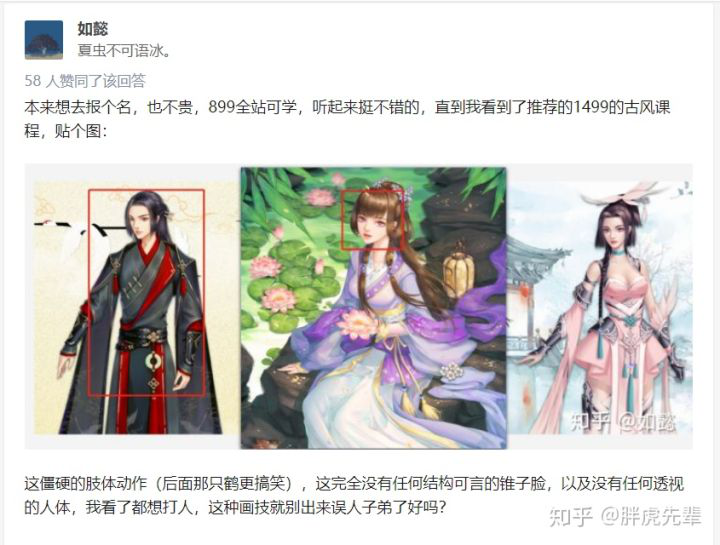 如懿
夏虫不可语冰。
58 人赞同了该回答
本来想去报个名，也不贵，899全站可学，听起来挺不错的，直到我看到了推荐的1499的古风课
程，贴个图：
知乎 @如懿
这僵硬的肢体动作（后面那只鹤更搞笑），这完全没有任何结构可言的锥子脸，以及没有任何透视
的人体，我看了都想打人，这种画技就别出来误人子弟了好吗？
知乎 @胖虎先辈